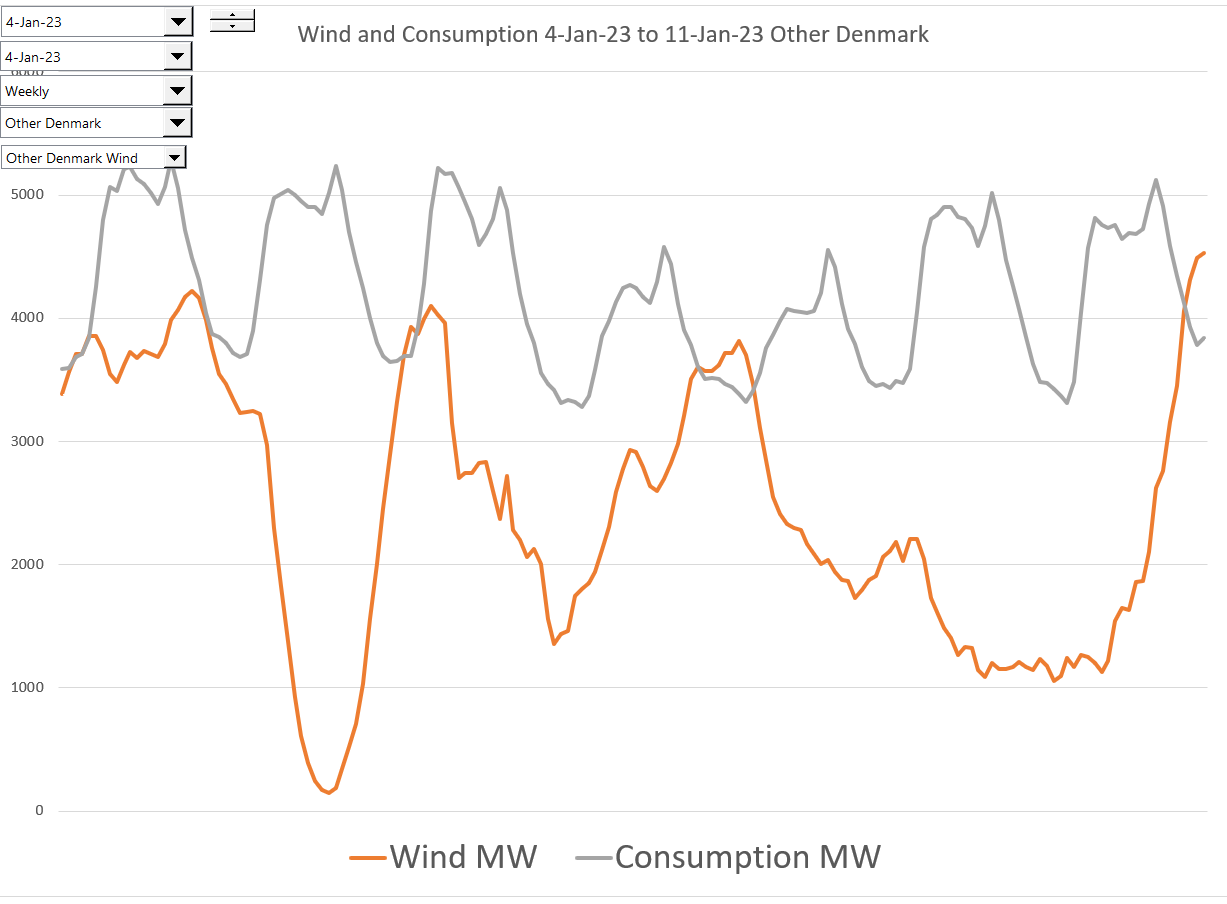 4-Jan-23
Wind and Consumption 4-Jan-23 to 11-Jan-23 Other Denmark
4-Jan-23
6000
Weekly
Other Denmark
Other Denmark Wind
5000
4000
3000
2000
1000
0
Wind MW
Consumption MW